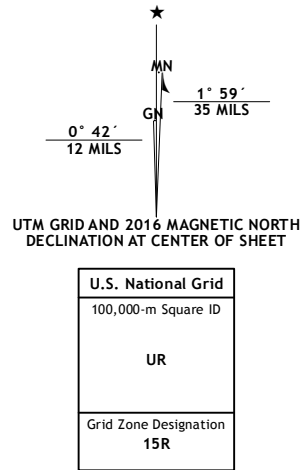 ★
MN
1° 59´
35 MILS
GN
0° 42´
12 MILS
UTM GRID AND 2016 MAGNETIC NORTH
DECLINATION AT CENTER OF SHEET
U.S. National Grid
100,000-m Square ID
UR
Grid Zone Designation
15R